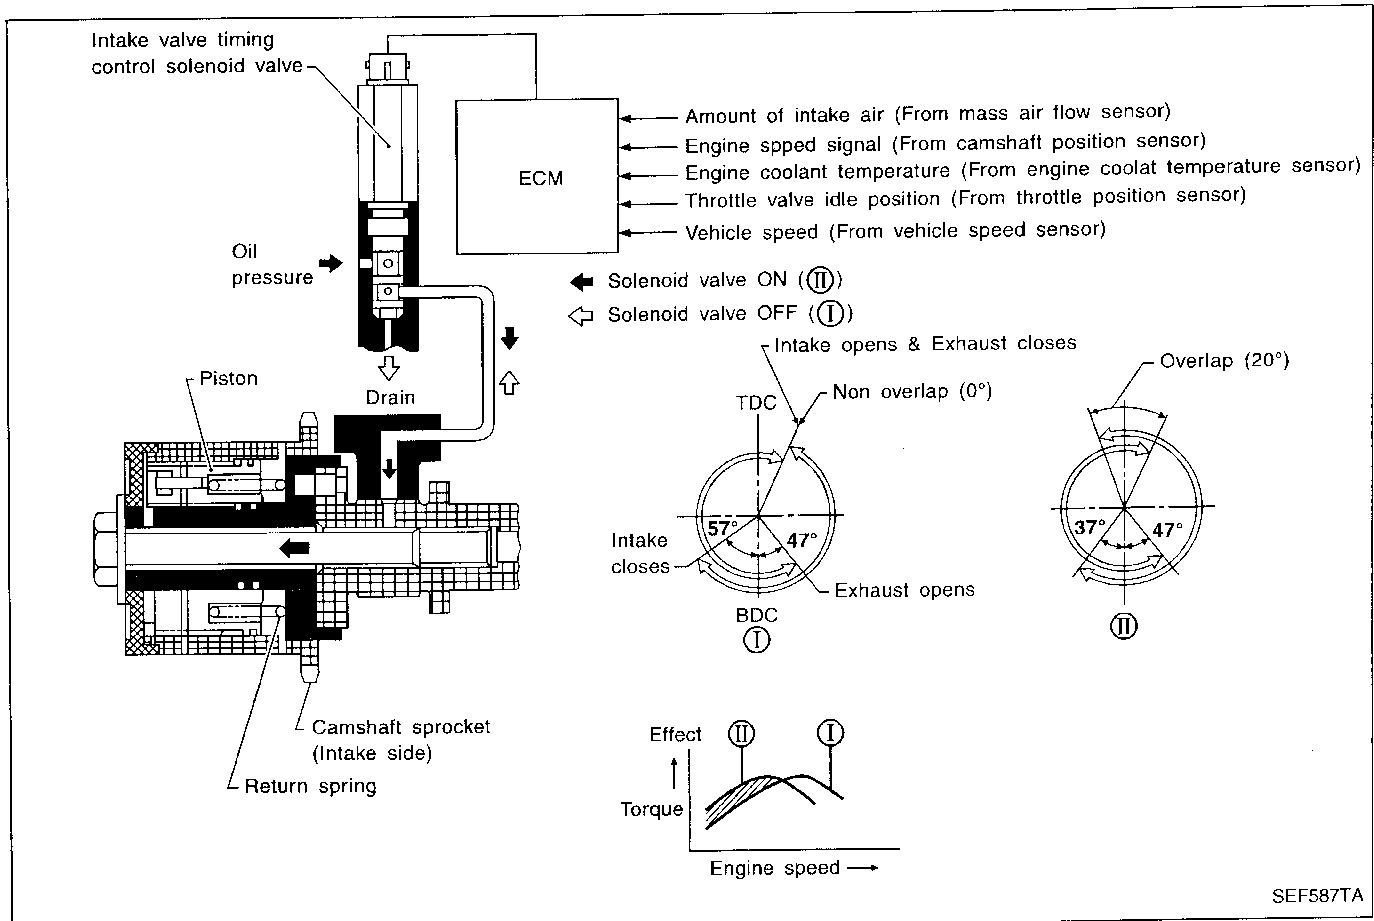 Intake valve timing
control solenoid valve
ECM
Amount of intake air (From mass air flow sensor)
Engine spped signal (From camshaft position sensor)
Engine coolant temperature (From engine coolat temperature sensor)
Throttle valve idle position (From throttle position sensor)
Vehicle speed (From vehicle speed sensor)
Oil
pressure
Solenoid valve ON (Ⅱ)
Solenoid valve OFF (Ⅰ)
Drain
Piston
Intake opens & Exhaust closes
Non overlap (0°)
TDC
57°
47°
Intake
closes
Exhaust opens
BDC
Ⅰ
Overlap (20°)
37°
47°
Ⅱ
Camshaft sprocket
(Intake side)
Return spring
Effect
Ⅱ
Ⅰ
Torque
Engine speed
SEF587TA